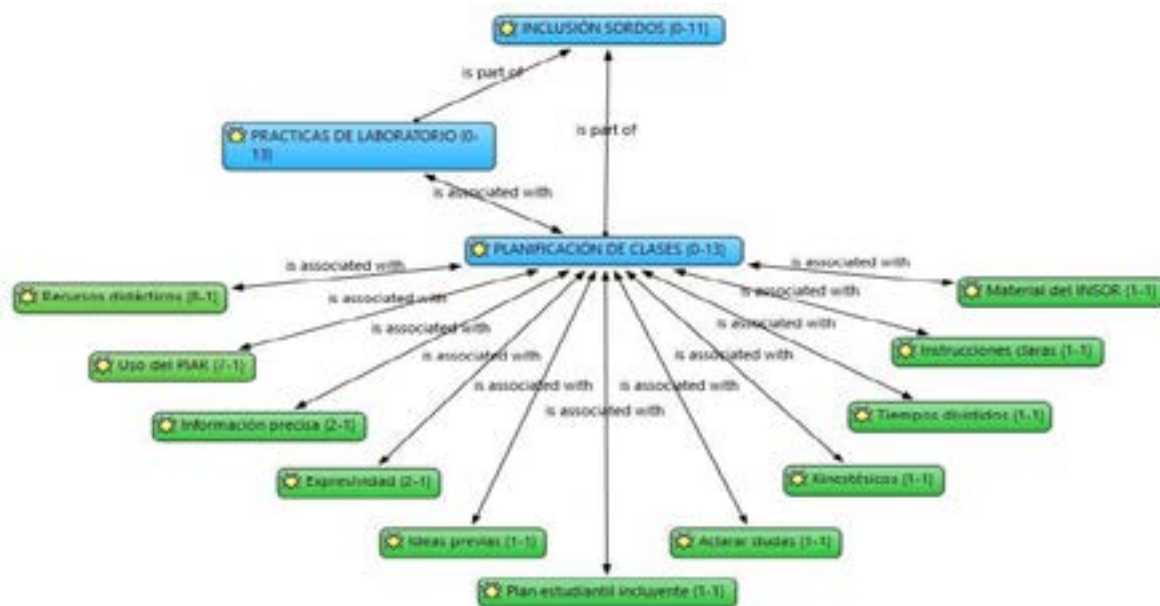 INCLUSIÓN SORDOS (0-11)
is part of
PRACTICAS DE LABORATORIO (0-
13)
is part of
is associated with
PLANIFICACIÓN DE CLASES (0-13)
is associated with
is associated with
Recursos didácticos (8-1)
is associated with
is associated with
Material del INSOR (1-1)
is associated with
is associated with
Uso del PIAR (7-1)
is associated with
is associated with
Instrucciones claras (1-1)
is associated with
is associated with
is associated with
Información precisa (2-1)
Tiempos divididos (1-1)
Expresividad (2-1)
Kinestésicos (1-1)
Ideas previas (1-1)
Aclarar dudas (1-1)
Plan estudiantil incluyente (1-1)